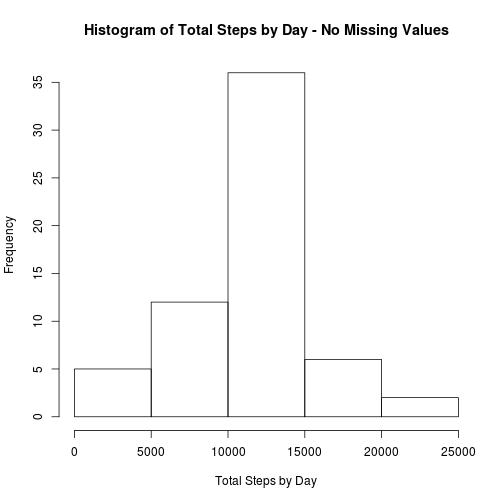 Histogram of Total Steps by Day - No Missing Values
Frequency
35
30
25
20
15
10
5
0
0 5000 10000 15000 20000 25000
Total Steps by Day